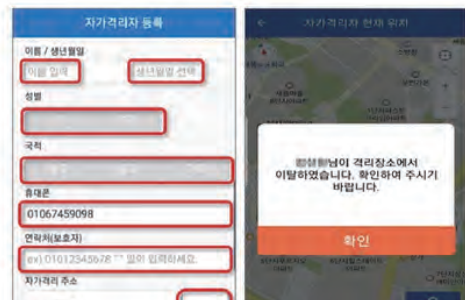 자가격리자 등록
이름 / 생년월일
이름 입력
생년월일 선택
성별
국적
휴대폰
01067459098
연락처(보호자)
ex) 01012345678 '-' 없이 입력하세요.
자가격리 주소
자가격리자 현재 위치
님이 격리장소에서
이탈하였습니다. 확인하여 주시기
바랍니다.
확인